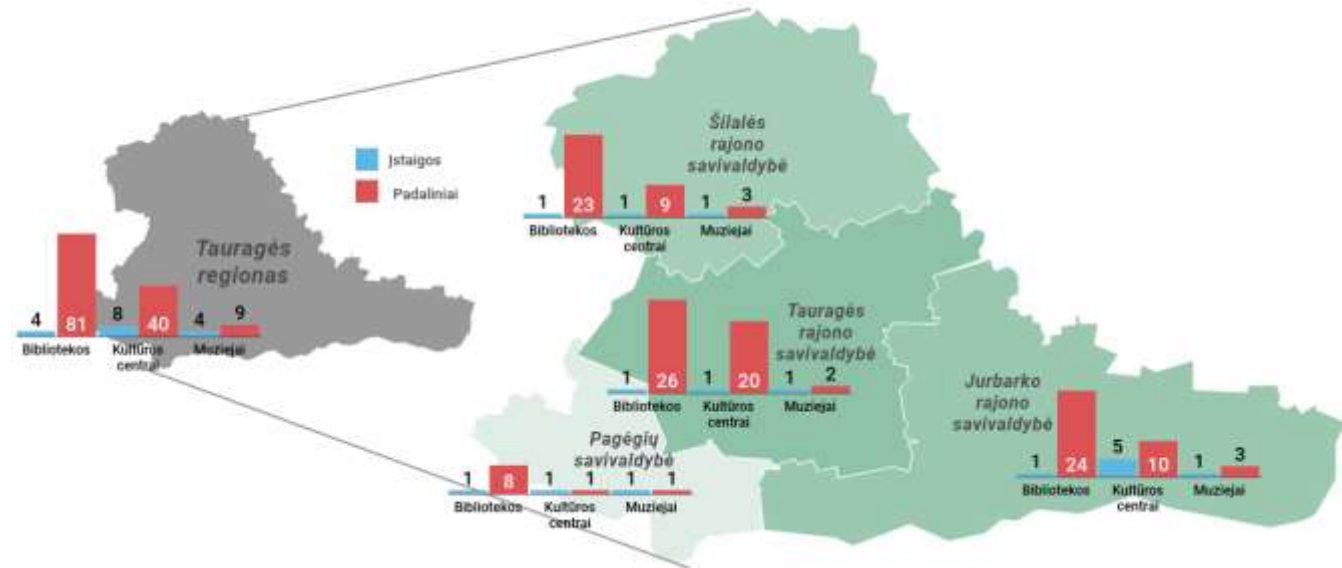 Šilalės
rajono
savivaldybė
1 23 1 9 1 3
Bibliotekos Kultūros Muziejai
centrai
Įstaigos
Padaliniai
Tauragės
regionas
4 81 8 40 4 9
Bibliotekos Kultūros Muziejai
centrai
Tauragės
rajono
savivaldybė
1 26 1 20 1 2
Bibliotekos Kultūros Muziejai
centrai
Jurbarko
rajono
savivaldybė
1 24 5 10 1 3
Bibliotekos Kultūros Muziejai
centrai
Pagėgių
savivaldybė
1 8 1 1 1 1
Bibliotekos Kultūros Muziejai
centrai